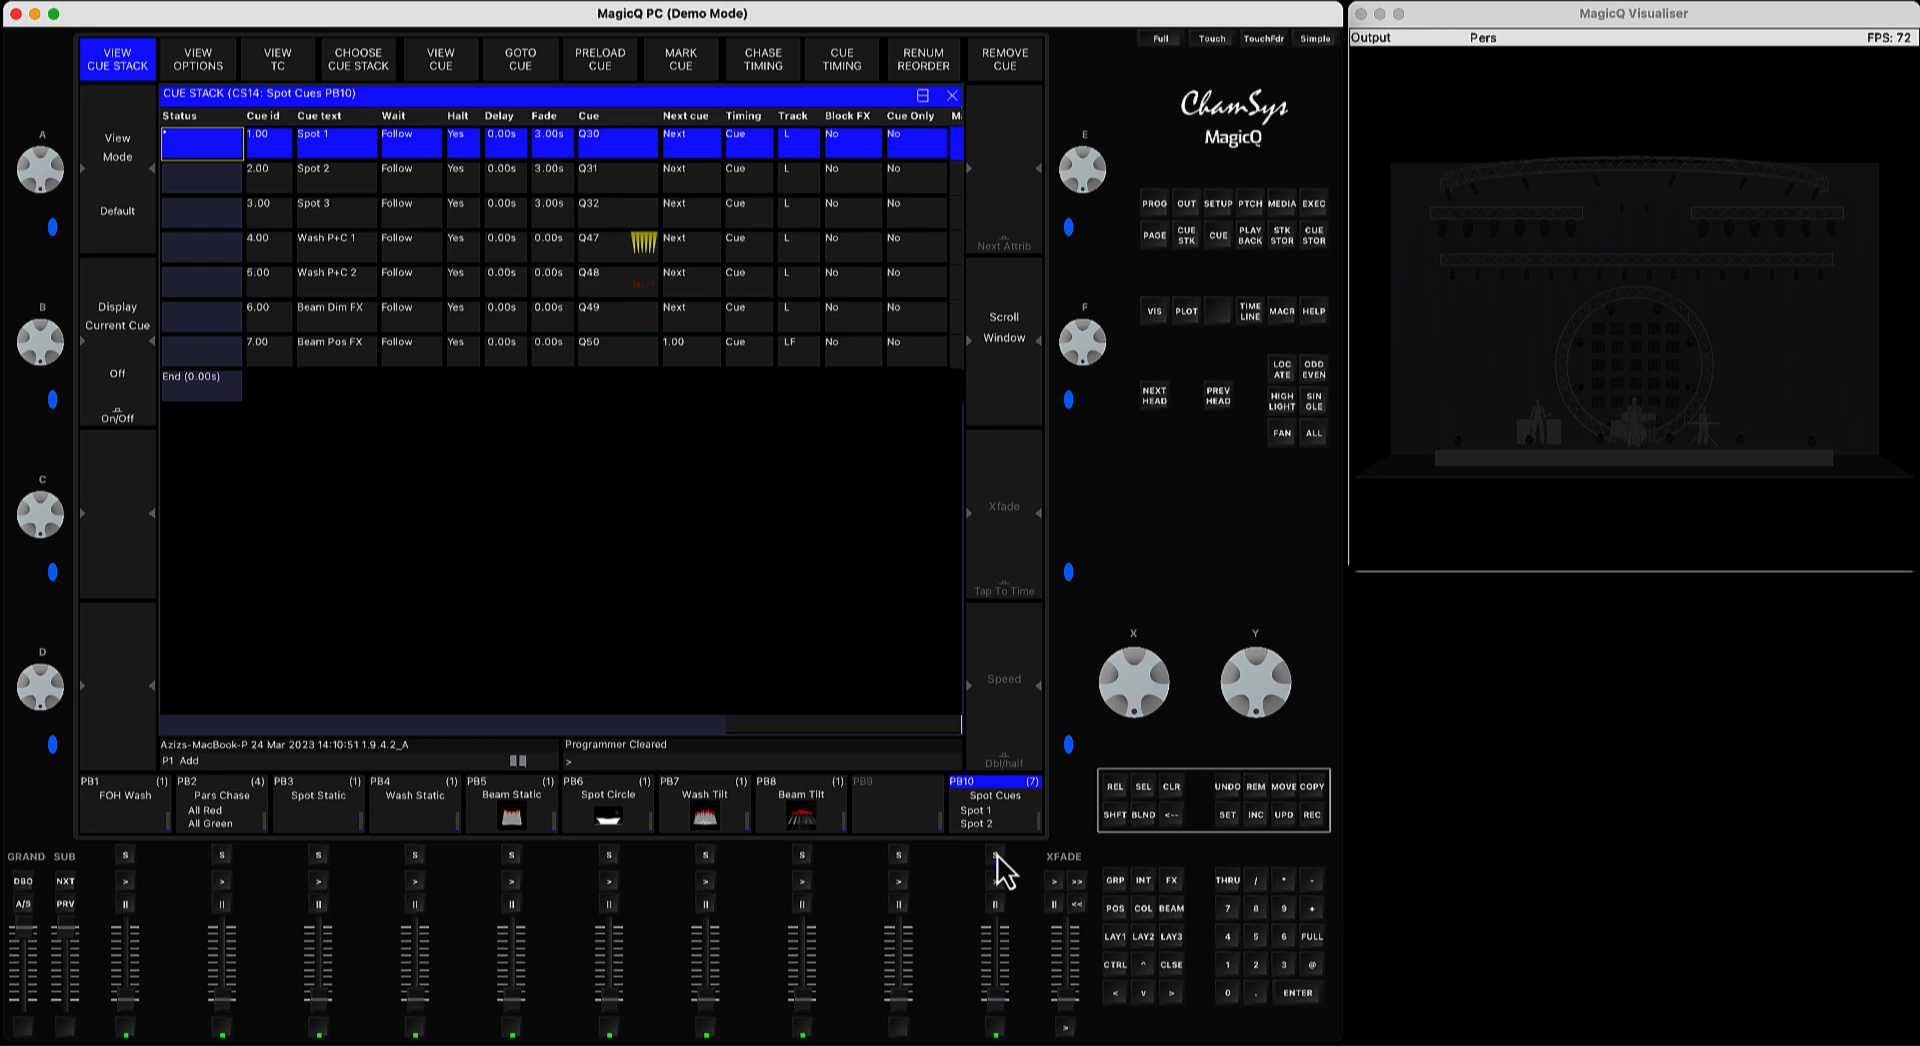 MagicQ PC (Demo Mode)
MagicQ Visualiser
Output Pers FPS: 72
Full Touch TouchFdr Simple
VIEW CUE STACK
VIEW OPTIONS
VIEW TC
CHOOSE CUE STACK
VIEW CUE
GOTO CUE
PRELOAD CUE
MARK CUE
CHASE TIMING
CUE TIMING
RENUM REORDER
REMOVE CUE
CUE STACK (CS14: Spot Cues PB10)
Status Cue id Cue text Wait Halt Delay Fade Cue Next cue Timing Track Block FX Cue Only
* 1.00 Spot 1 Follow Yes 0.00s 3.00s Q30 Next Cue L No No
2.00 Spot 2 Follow Yes 0.00s 3.00s Q31 Next Cue L No No
3.00 Spot 3 Follow Yes 0.00s 3.00s Q32 Next Cue L No No
4.00 Wash P+C 1 Follow Yes 0.00s 0.00s Q47 Next Cue L No No
5.00 Wash P+C 2 Follow Yes 0.00s 0.00s Q48 Next Cue L No No
6.00 Beam Dim FX Follow Yes 0.00s 0.00s Q49 Next Cue L No No
7.00 Beam Pos FX Follow Yes 0.00s 0.00s Q50 1.00 Cue LF No No
End (0.00s)
A
View
Mode
Default
B
Display
Current Cue
Off
On/Off
C
D
E
Next Attrib
F
Scroll
Window
Xfade
Tap To Time
Speed
Dbl/half
Azizs-MacBook-P 24 Mar 2023 14:10:51 1.9.4.2_A
Programmer Cleared
P1 Add
>
PB1 (1) PB2 (4) PB3 (1) PB4 (1) PB5 (1) PB6 (1) PB7 (1) PB8 (1) PB9 PB10 (7)
FOH Wash Pars Chase Spot Static Wash Static Beam Static Spot Circle Wash Tilt Beam Tilt Spot Cues
All Red Spot 1
All Green Spot 2
ChamSys
MagicQ
PROG OUT SETUP PTCH MEDIA EXEC
PAGE CUE STK CUE PLAY BACK STK STOR CUE STOR
VIS PLOT TIME LINE MACR HELP
LOC ATE ODD EVEN
NEXT HEAD PREV HEAD HIGH LIGHT SIN GLE
FAN ALL
X Y
REL SEL CLR UNDO REM MOVE COPY
SHFT BLND <-- SET INC UPD REC
GRAND SUB S S S S S S S S S XFADE
DBO NXT > > > > > > > > > > >>
A/S PRV II II II II II II II II II II II <<
GRP INT FX THRU / * -
POS COL BEAM 7 8 9 +
LAY1 LAY2 LAY3 4 5 6 FULL
CTRL ^ CLSE 1 2 3 @
< v > 0 . ENTER
>